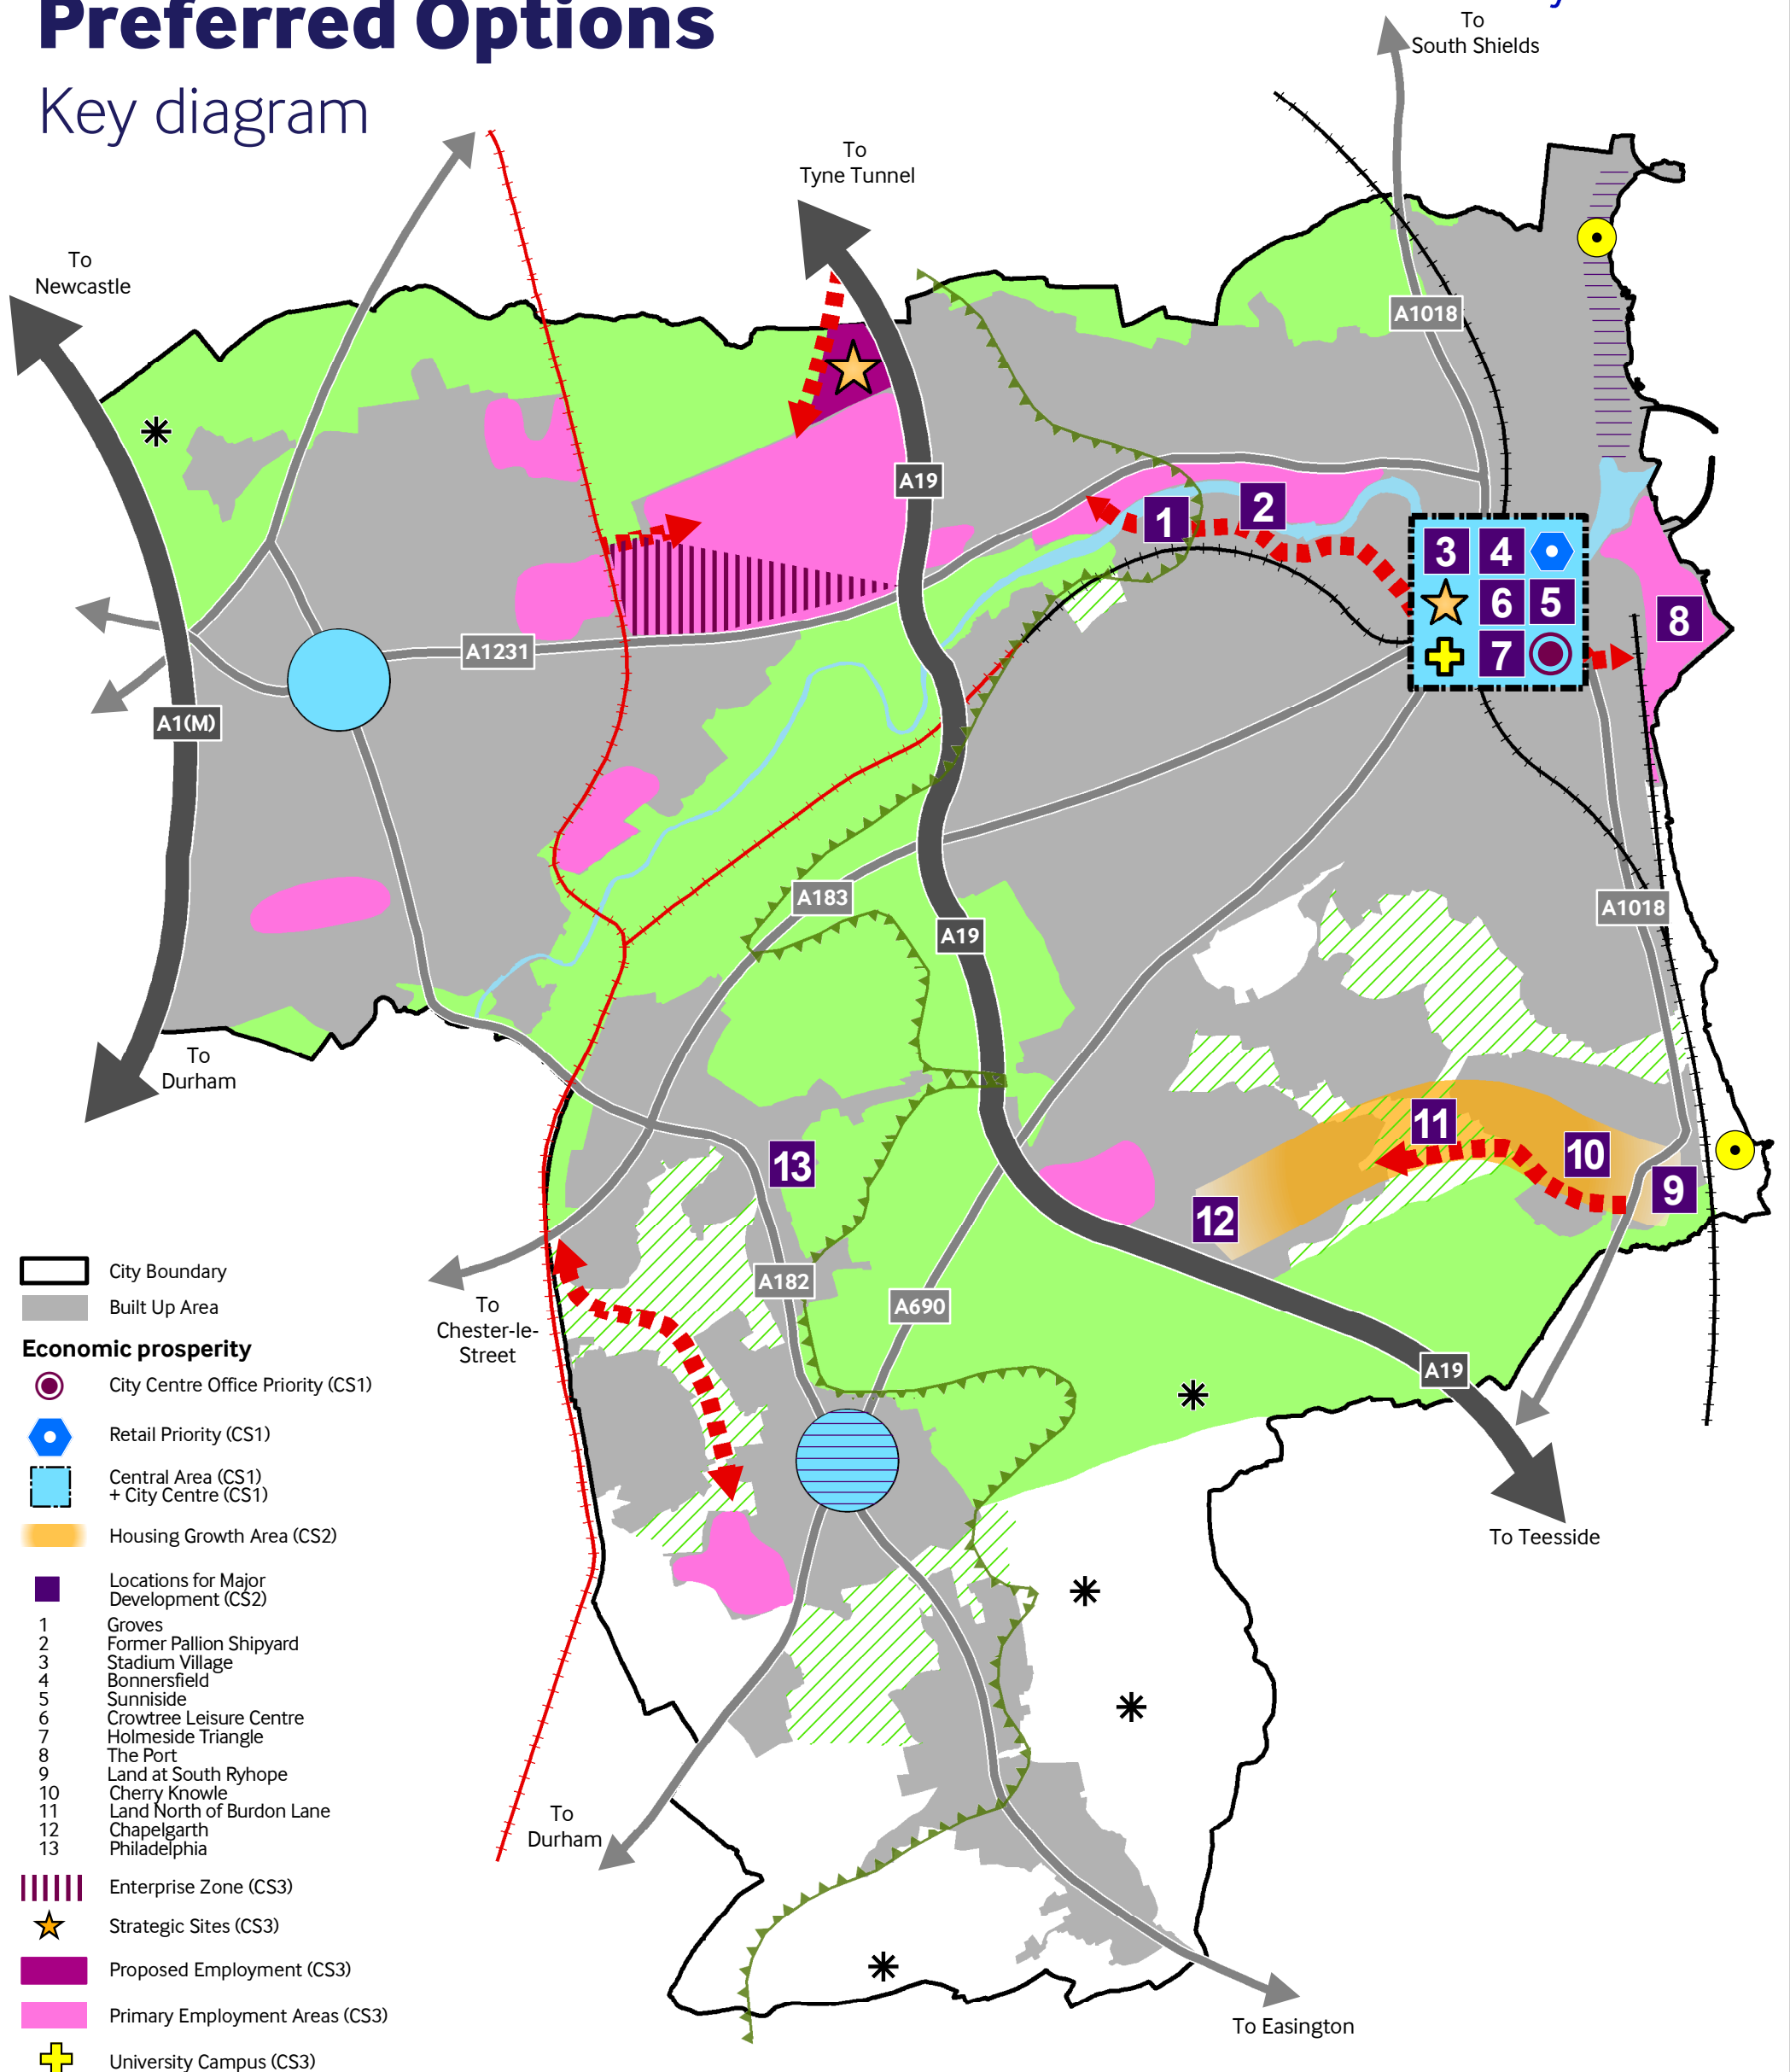 Preferred Options
Key diagram
To
South Shields
To
Tyne Tunnel
To
Newcastle
A1018
A19
1
2
3
4
6
5
7
8
A1231
A1(M)
A183
A19
A1018
To
Durham
11
10
9
12
13
A182
A690
To
Chester-le-
Street
A19
To Teesside
To
Durham
To Easington
City Boundary
Built Up Area
Economic prosperity
City Centre Office Priority (CS1)
Retail Priority (CS1)
Central Area (CS1)
+ City Centre (CS1)
Housing Growth Area (CS2)
Locations for Major
Development (CS2)
1 Groves
2 Former Pallion Shipyard
3 Stadium Village
4 Bonnersfield
5 Sunniside
6 Crowtree Leisure Centre
7 Holmeside Triangle
8 The Port
9 Land at South Ryhope
10 Cherry Knowle
11 Land North of Burdon Lane
12 Chapelgarth
13 Philadelphia
Enterprise Zone (CS3)
Strategic Sites (CS3)
Proposed Employment (CS3)
Primary Employment Areas (CS3)
University Campus (CS3)